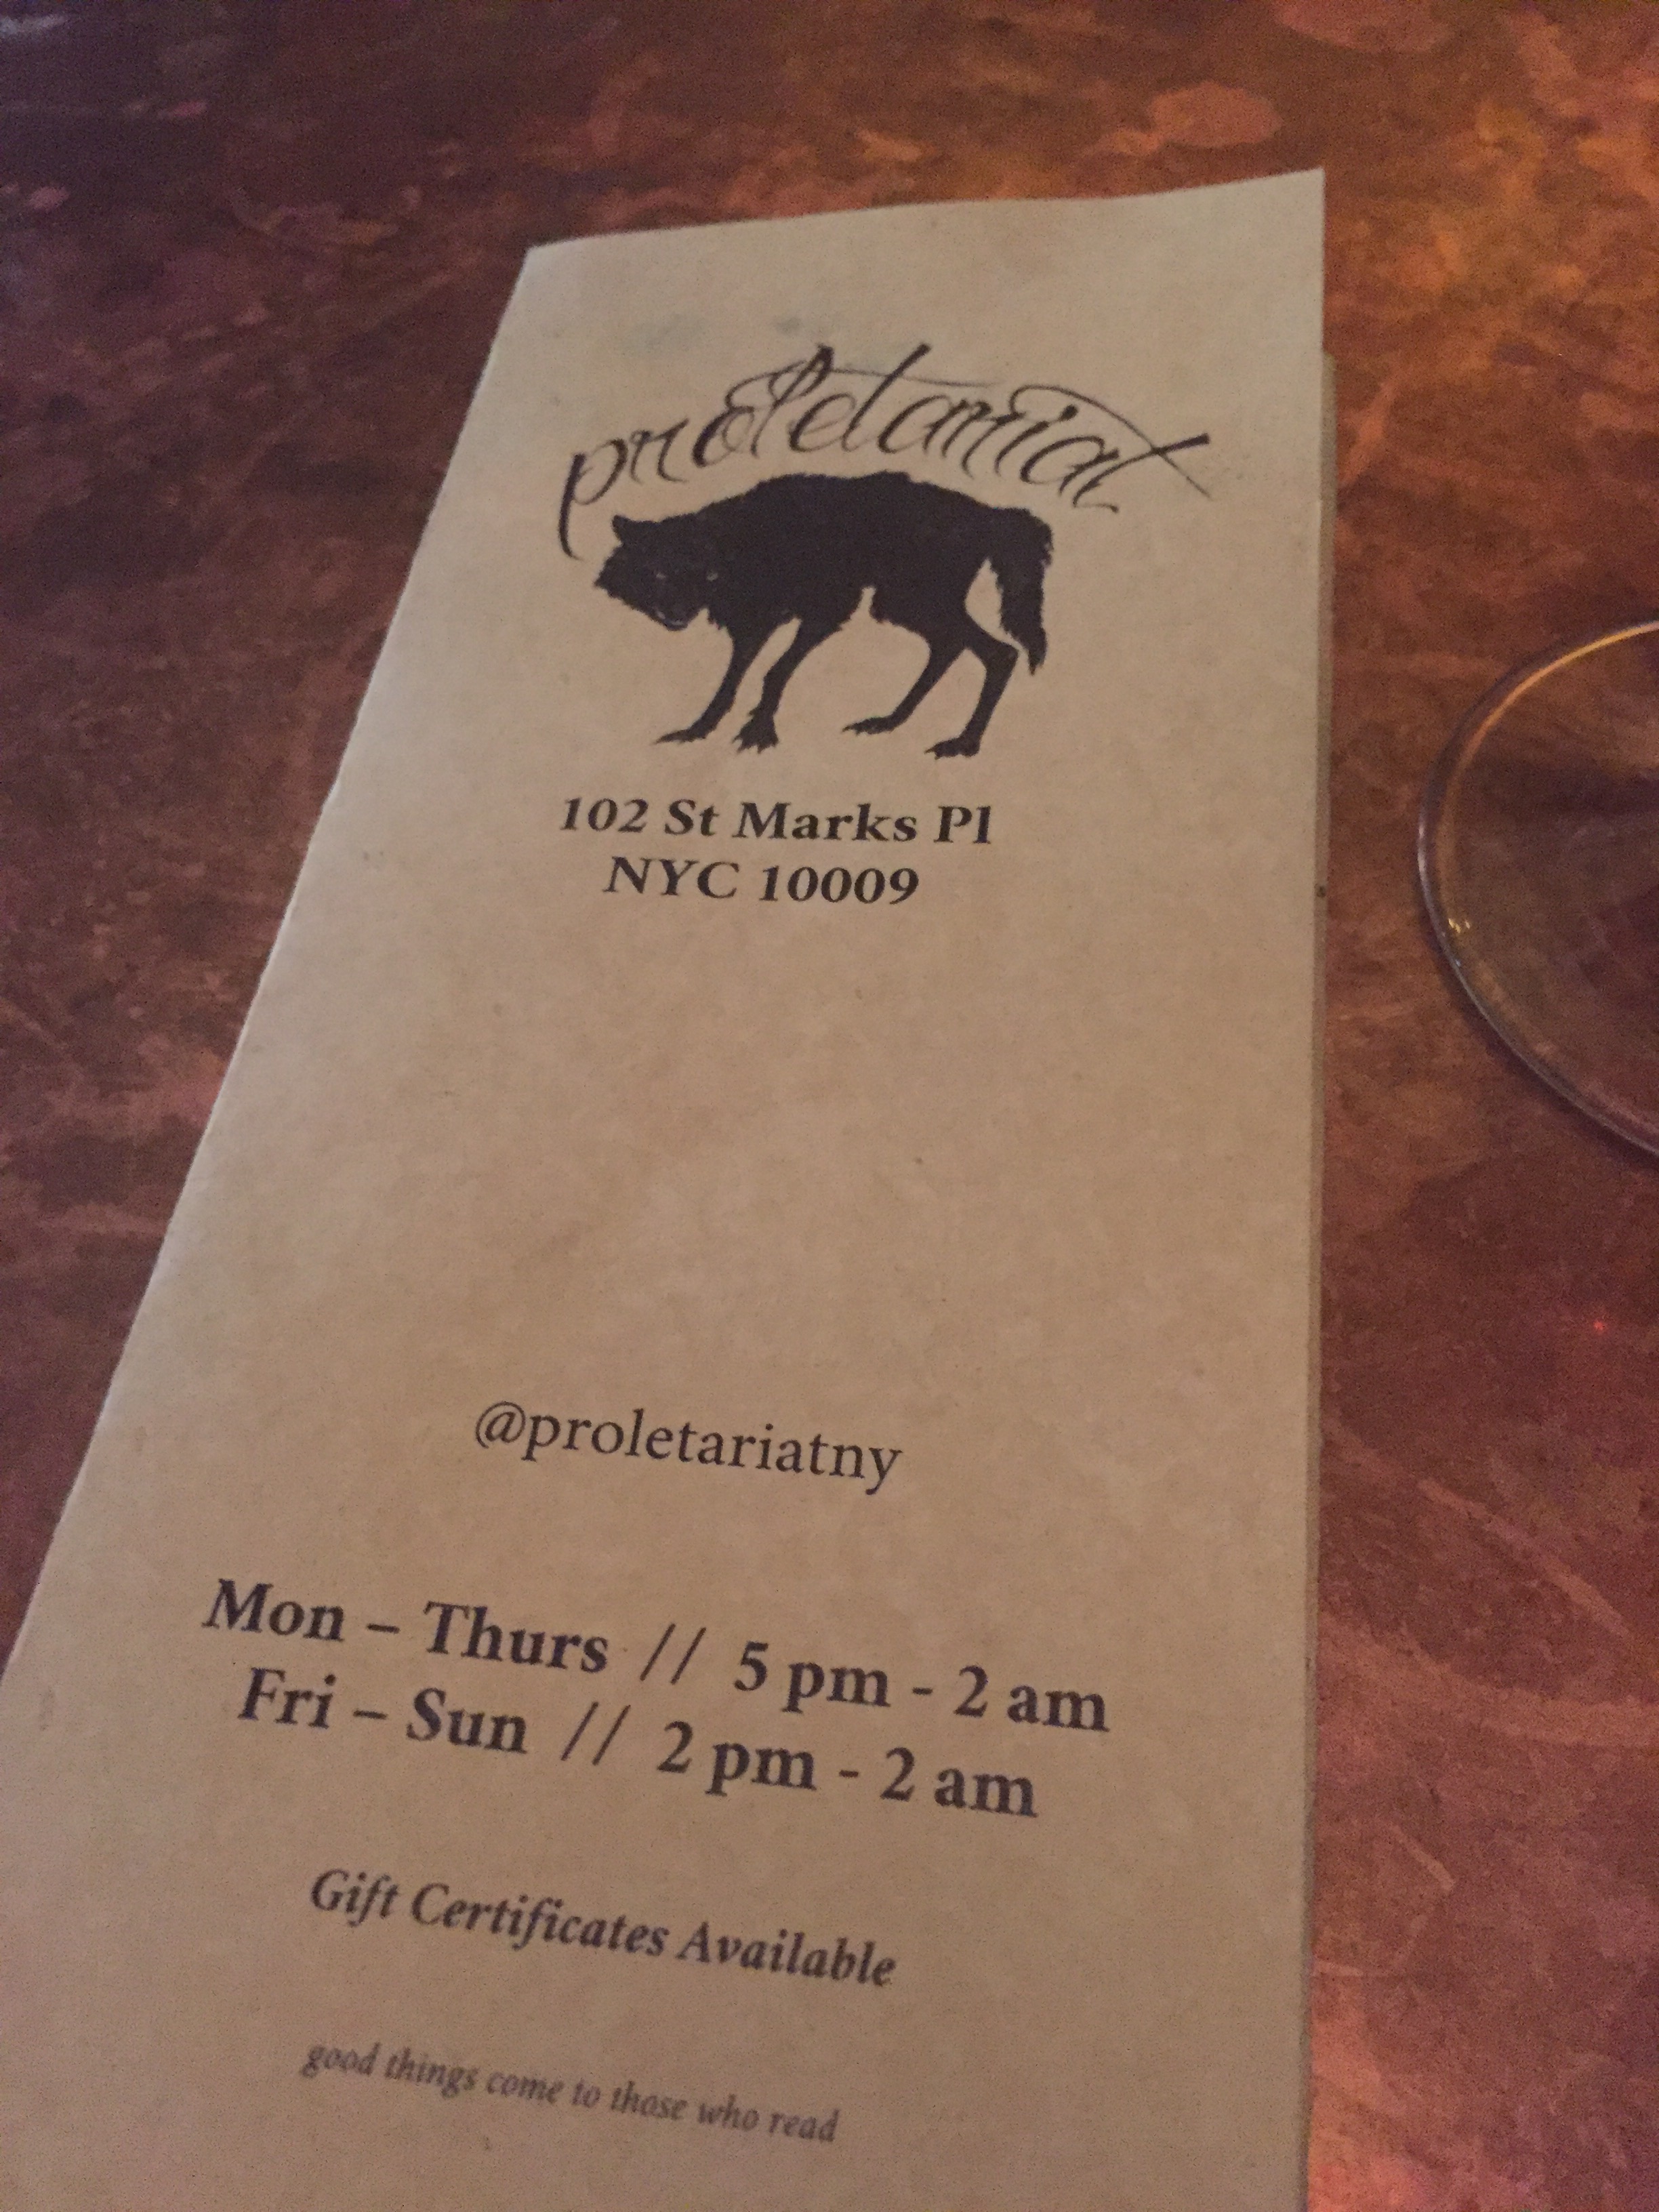 proletariat
102 St Marks Pl
NYC 10009
@proletariatny
Mon – Thurs // 5 pm - 2 am
Fri – Sun // 2 pm - 2 am
Gift Certificates Available
good things come to those who read